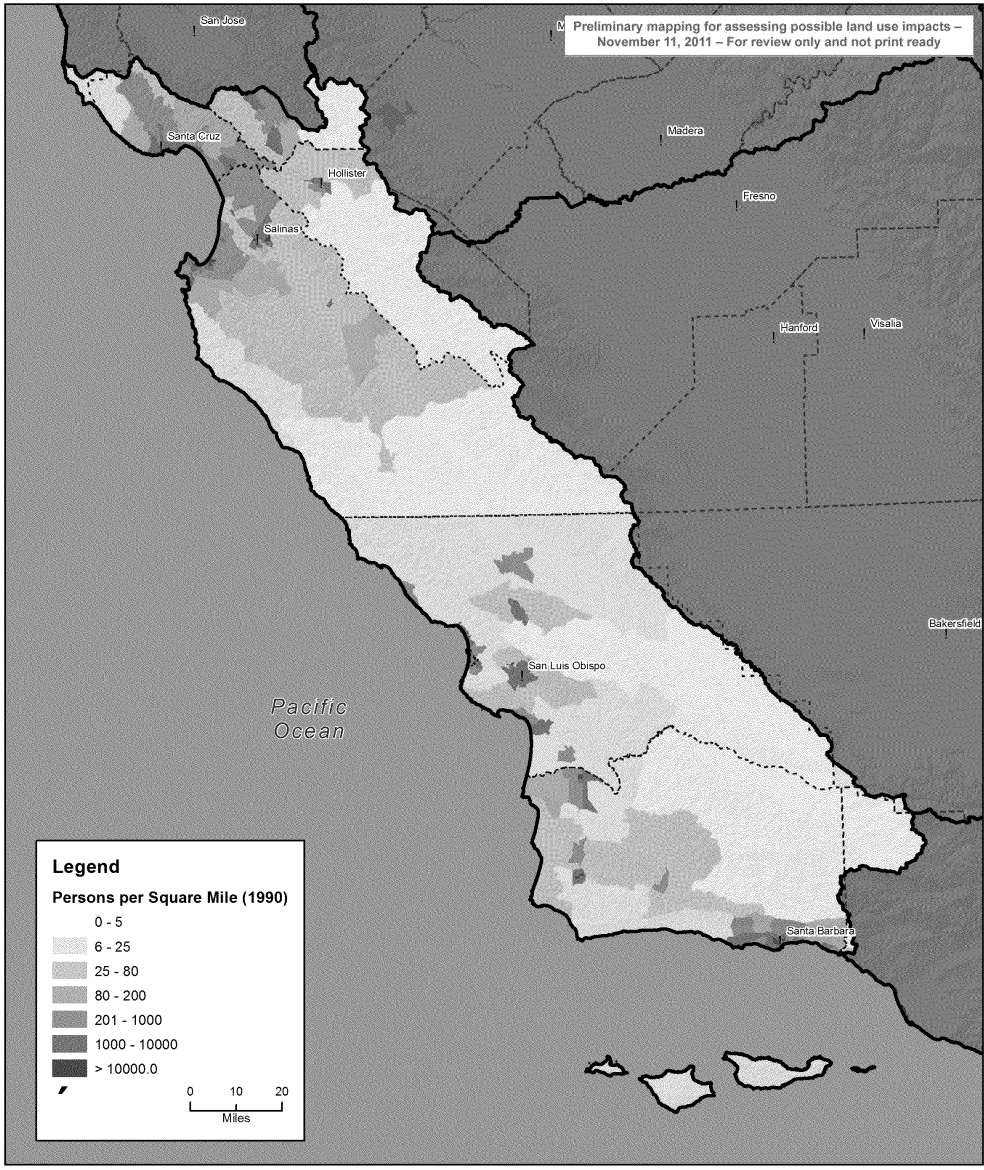 San Jose
M
Preliminary mapping for assessing possible land use impacts –
November 11, 2011 – For review only and not print ready
Santa Cruz
Madera
Hollister
Fresno
Salinas
Hanford
Visalia
Bakersfield
San Luis Obispo
Pacific
Ocean
Santa Barbara
Legend
Persons per Square Mile (1990)
0 - 5
6 - 25
25 - 80
80 - 200
201 - 1000
1000 - 10000
> 10000.0
0 10 20
Miles